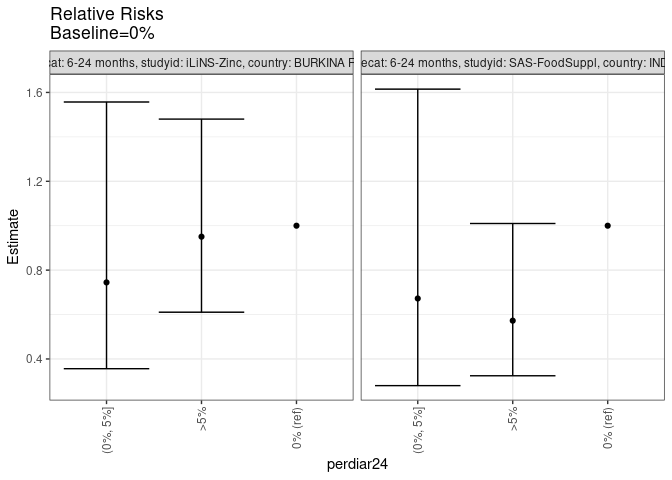 Relative Risks
Baseline=0%
cat: 6-24 months, studyid: iLiNS-Zinc, country: BURKINA F
ecat: 6-24 months, studyid: SAS-FoodSuppl, country: IND
1.6
1.2
0.8
0.4
Estimate
(0%, 5%]
>5%
0% (ref)
(0%, 5%]
>5%
0% (ref)
perdiar24